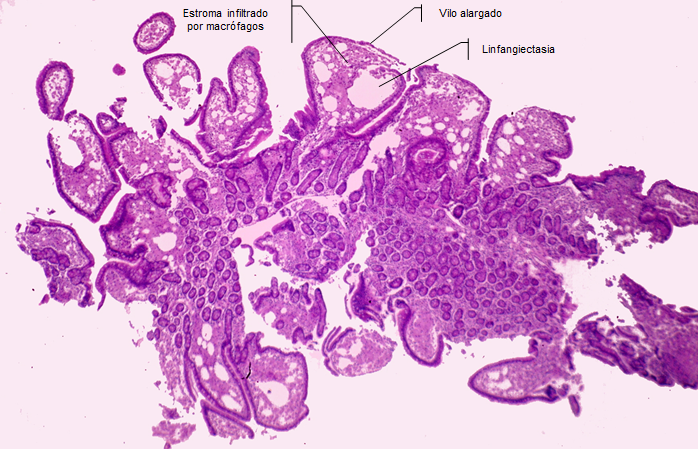 Estroma infiltrado
por macrófagos
Vilo alargado
Linfangiectasia